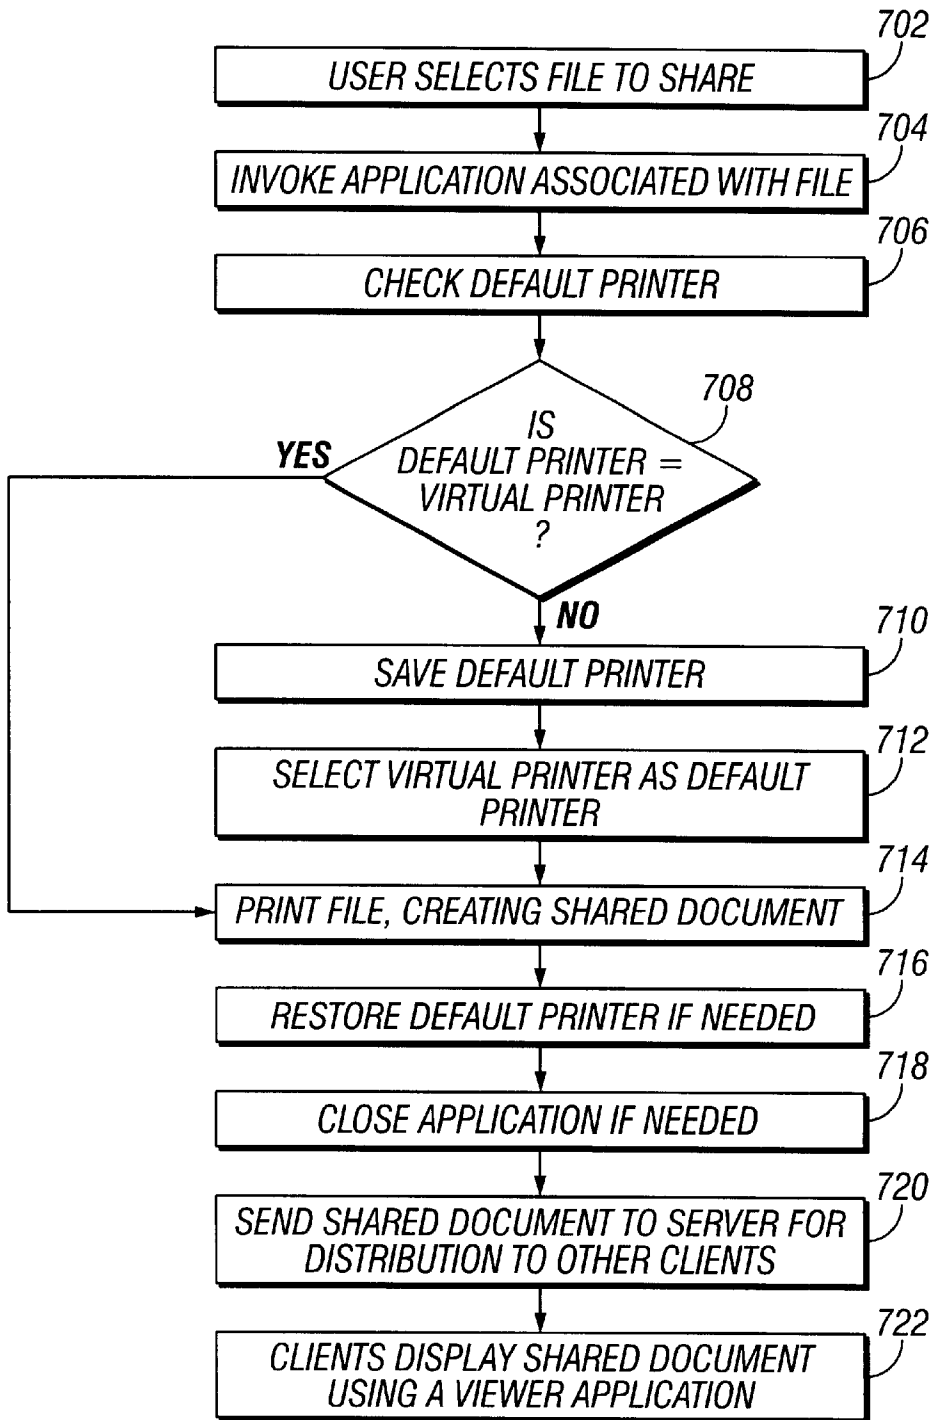 702
USER SELECTS FILE TO SHARE
704
INVOKE APPLICATION ASSOCIATED WITH FILE
706
CHECK DEFAULT PRINTER
708
IS
DEFAULT PRINTER =
VIRTUAL PRINTER
?
YES
NO
710
SAVE DEFAULT PRINTER
712
SELECT VIRTUAL PRINTER AS DEFAULT
PRINTER
714
PRINT FILE, CREATING SHARED DOCUMENT
716
RESTORE DEFAULT PRINTER IF NEEDED
718
CLOSE APPLICATION IF NEEDED
720
SEND SHARED DOCUMENT TO SERVER FOR
DISTRIBUTION TO OTHER CLIENTS
722
CLIENTS DISPLAY SHARED DOCUMENT
USING A VIEWER APPLICATION